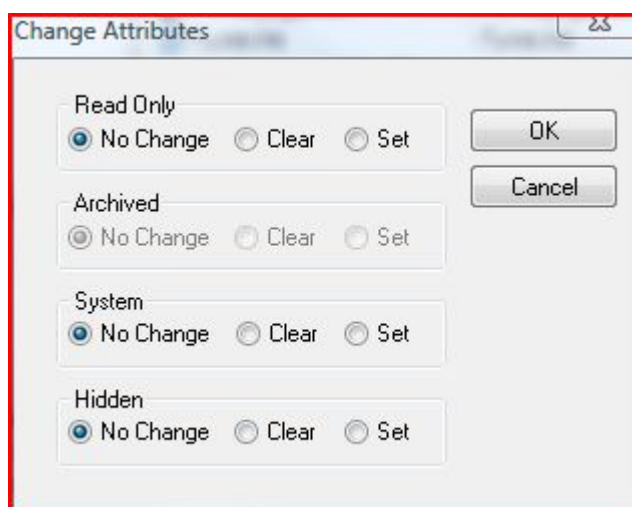 Change Attributes
Read Only
No Change Clear Set
OK
Cancel
Archived
No Change Clear Set
System
No Change Clear Set
Hidden
No Change Clear Set